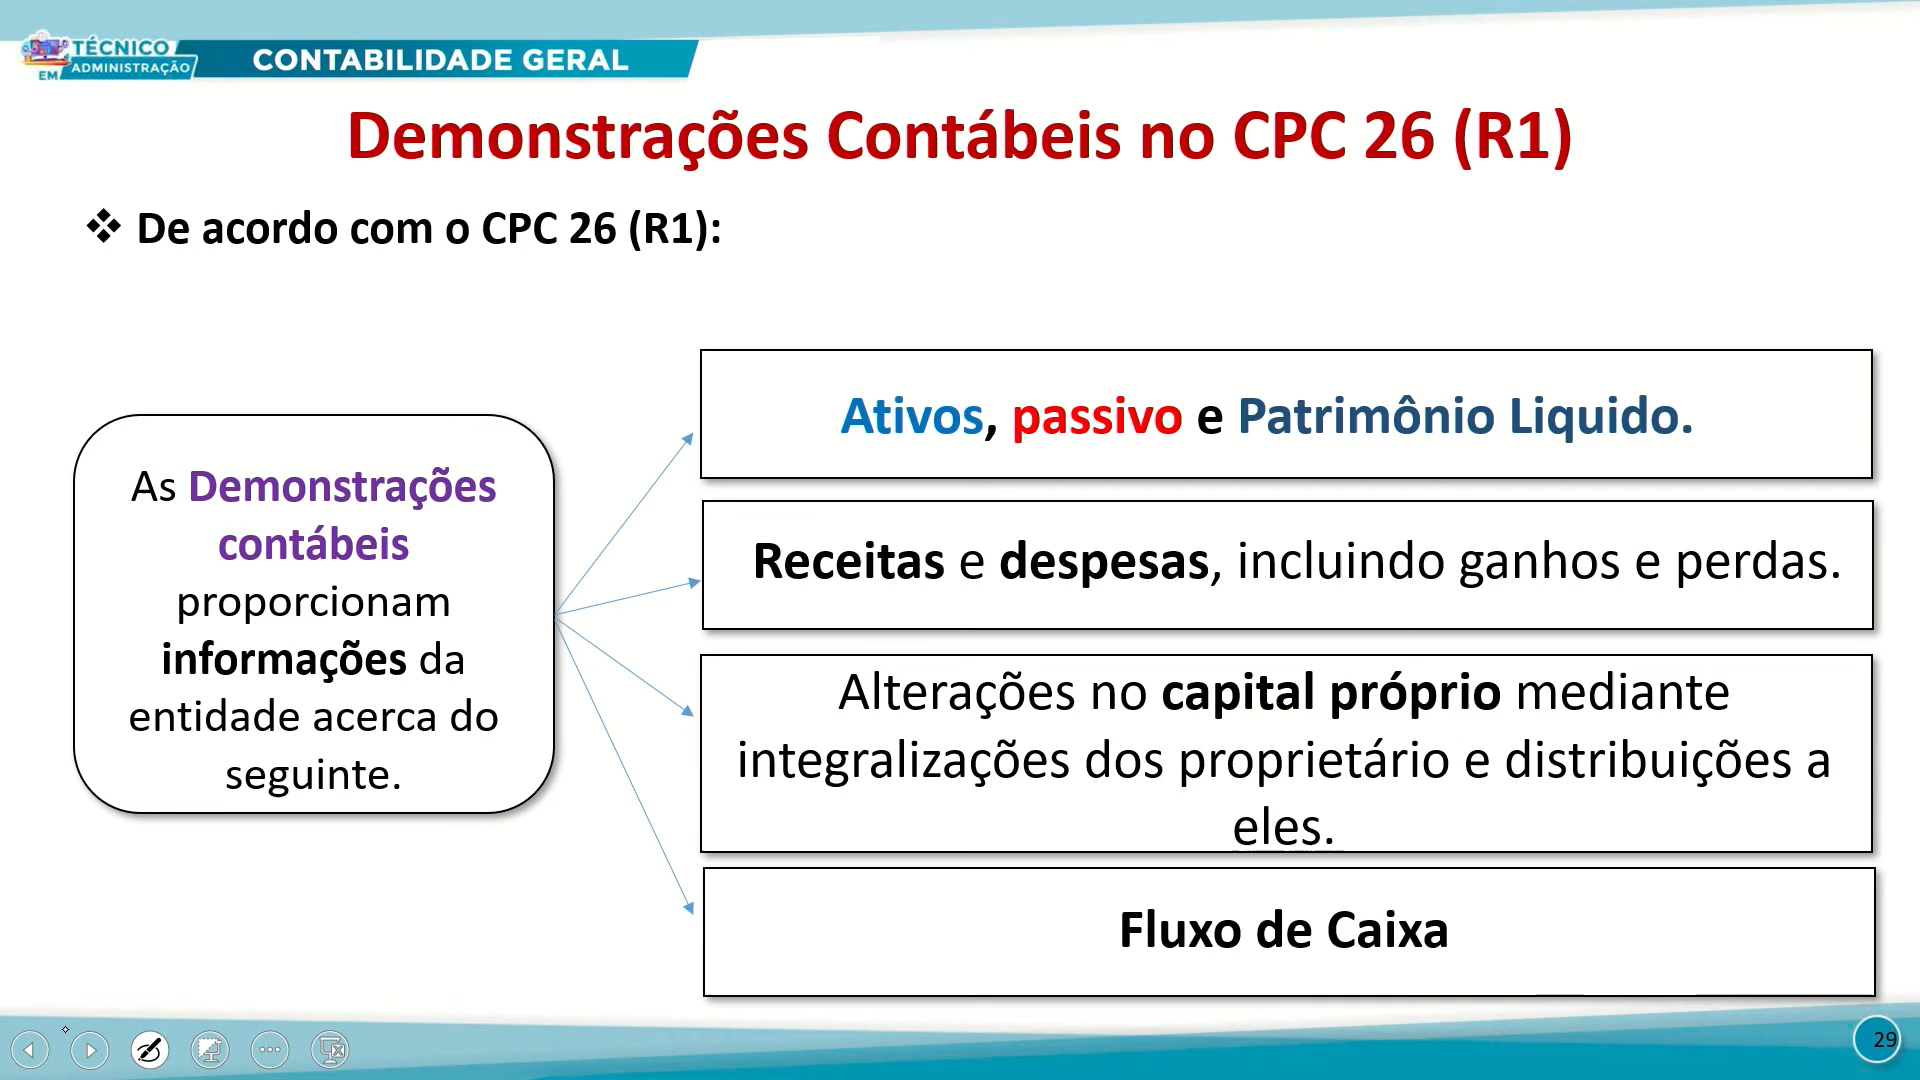 TÉCNICO
EM ADMINISTRAÇÃO
CONTABILIDADE GERAL
Demonstrações Contábeis no CPC 26 (R1)
❖ De acordo com o CPC 26 (R1):
As Demonstrações
contábeis
proporcionam
informações da
entidade acerca do
seguinte.
Ativos, passivo e Patrimônio Liquido.
Receitas e despesas, incluindo ganhos e perdas.
Alterações no capital próprio mediante
integralizações dos proprietário e distribuições a
eles.
Fluxo de Caixa
29